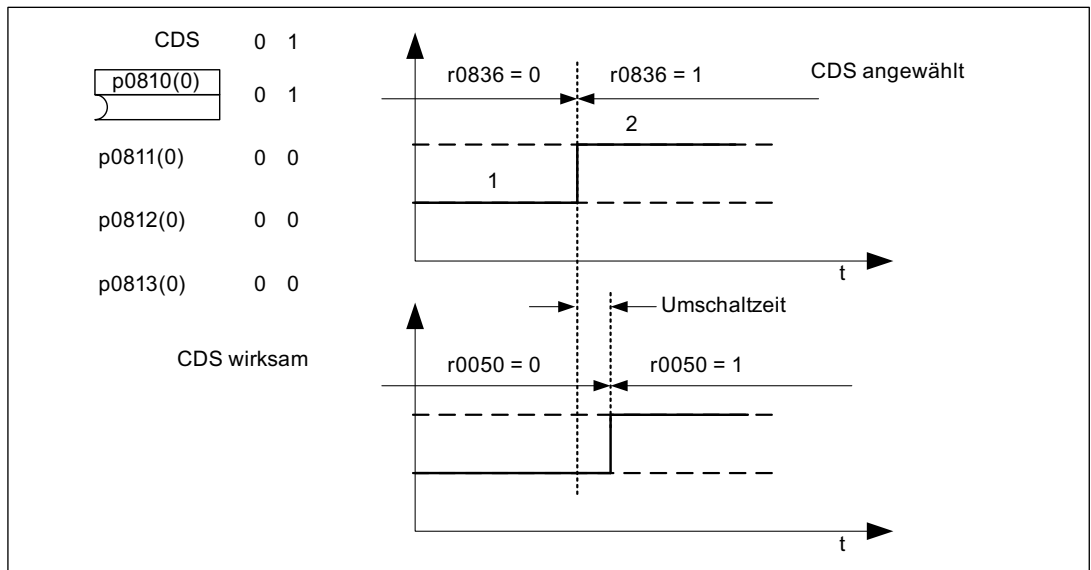 CDS 0 1
p0810(0) 0 1
p0811(0) 0 0
p0812(0) 0 0
p0813(0) 0 0
r0836 = 0 r0836 = 1 CDS angewählt
2
1
t
Umschaltzeit
CDS wirksam
r0050 = 0 r0050 = 1
t